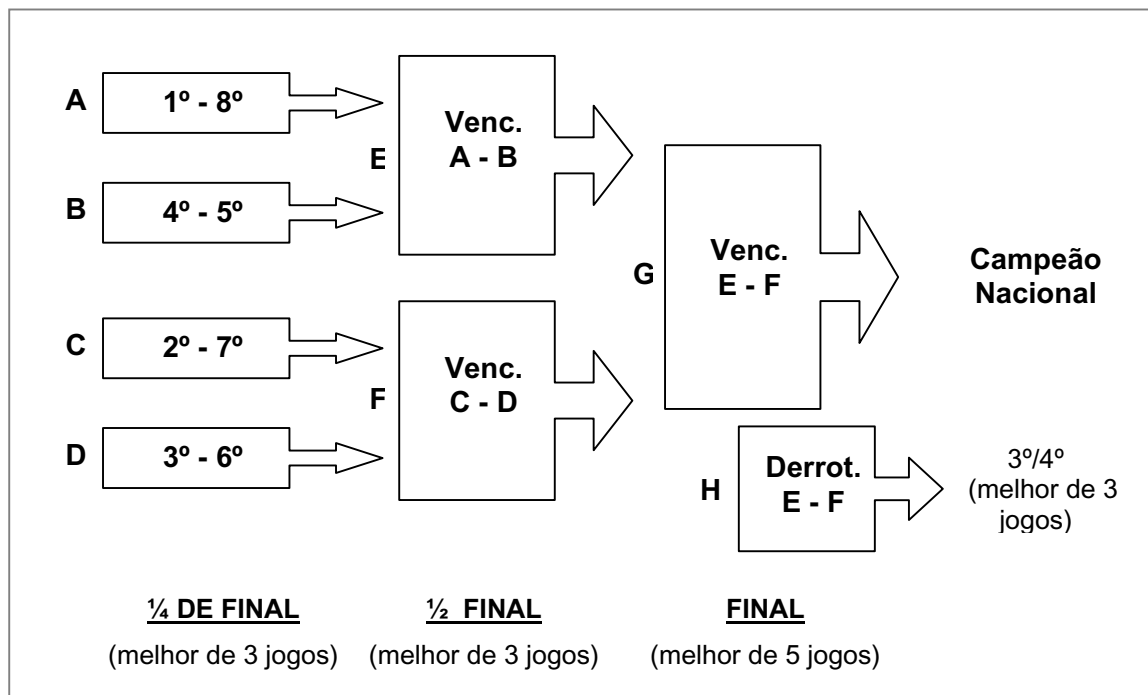 A
1º - 8º
B
4º - 5º
E
Venc.
A - B
C
2º - 7º
D
3º - 6º
F
Venc.
C - D
G
Venc.
E - F
Campeão
Nacional
H
Derrot.
E - F
3º/4º
(melhor de 3
jogos)
¼ DE FINAL
(melhor de 3 jogos)
½ FINAL
(melhor de 3 jogos)
FINAL
(melhor de 5 jogos)